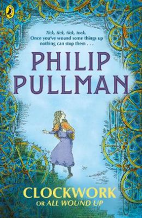 Tick, tick, tick, tock.
Once you've wound some things up
nothing can stop them . . .
PHILIP
PULLMAN
CLOCKWORK
OR ALL WOUND UP